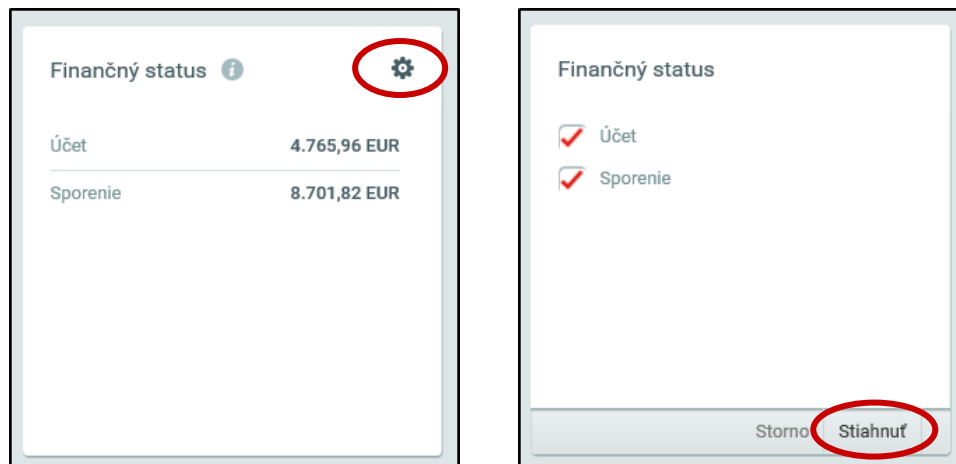 Finančný status i
Účet 4.765,96 EUR
Sporenie 8.701,82 EUR
Finančný status
Účet
Sporenie
Storno Stiahnuť